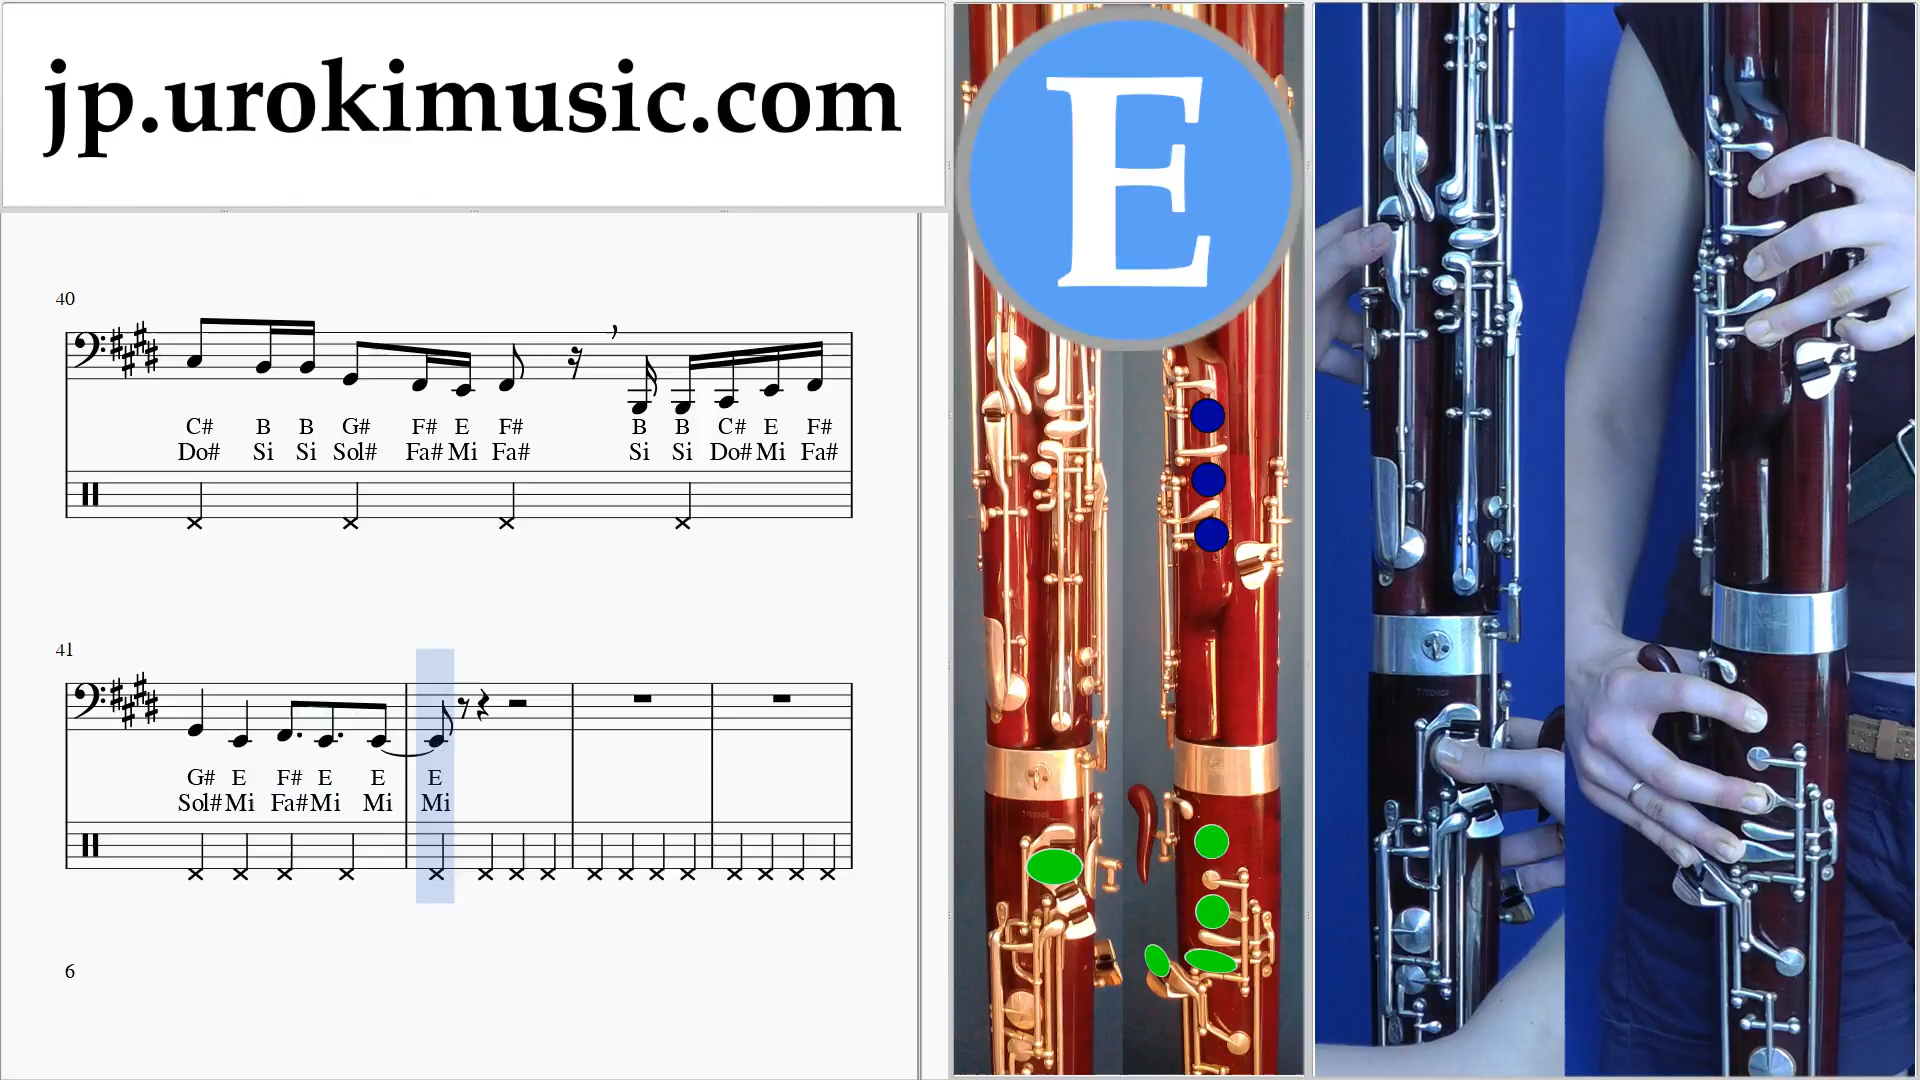 jp.urokimusic.com
E
40
C# B B G# F# E F# B B C# E F#
Do# Si Si Sol# Fa# Mi Fa# Si Si Do# Mi Fa#
41
G# E F# E E E
Sol# Mi Fa# Mi Mi Mi
6